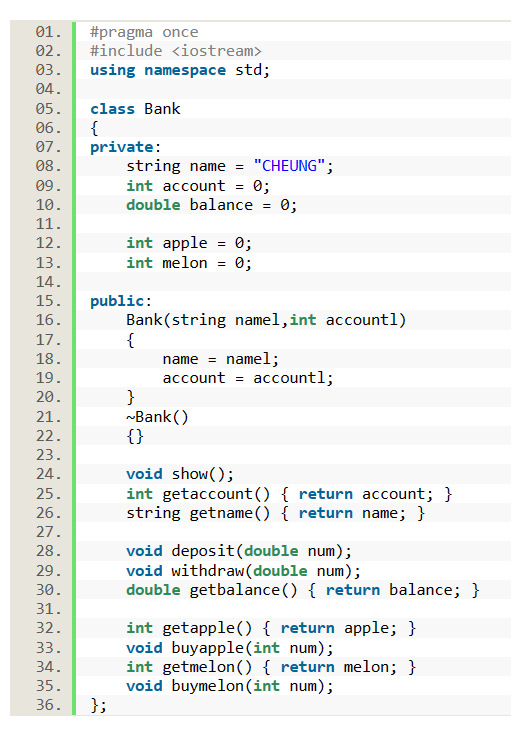 01. #pragma once
02. #include <iostream>
03. using namespace std;
04.
05. class Bank
06. {
07. private:
08.     string name = "CHEUNG";
09.     int account = 0;
10.     double balance = 0;
11.
12.     int apple = 0;
13.     int melon = 0;
14.
15. public:
16.     Bank(string namel,int accountl)
17.     {
18.         name = namel;
19.         account = accountl;
20.     }
21.     ~Bank()
22.     {}
23.
24.     void show();
25.     int getaccount() { return account; }
26.     string getname() { return name; }
27.
28.     void deposit(double num);
29.     void withdraw(double num);
30.     double getbalance() { return balance; }
31.
32.     int getapple() { return apple; }
33.     void buyapple(int num);
34.     int getmelon() { return melon; }
35.     void buymelon(int num);
36. };